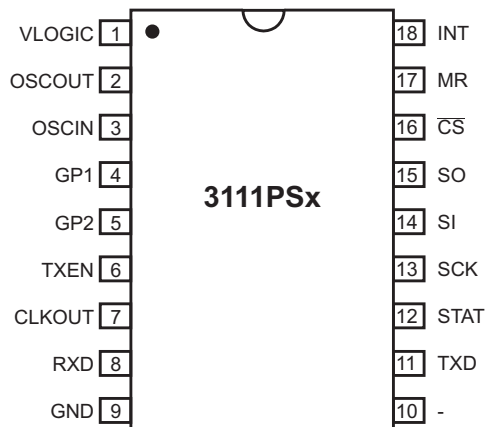 VLOGIC 1 18 INT
OSCOUT 2 17 MR
OSCIN 3 16 C̅S̅
GP1 4 15 SO
3111PSx
GP2 5 14 SI
TXEN 6 13 SCK
CLKOUT 7 12 STAT
RXD 8 11 TXD
GND 9 10 -